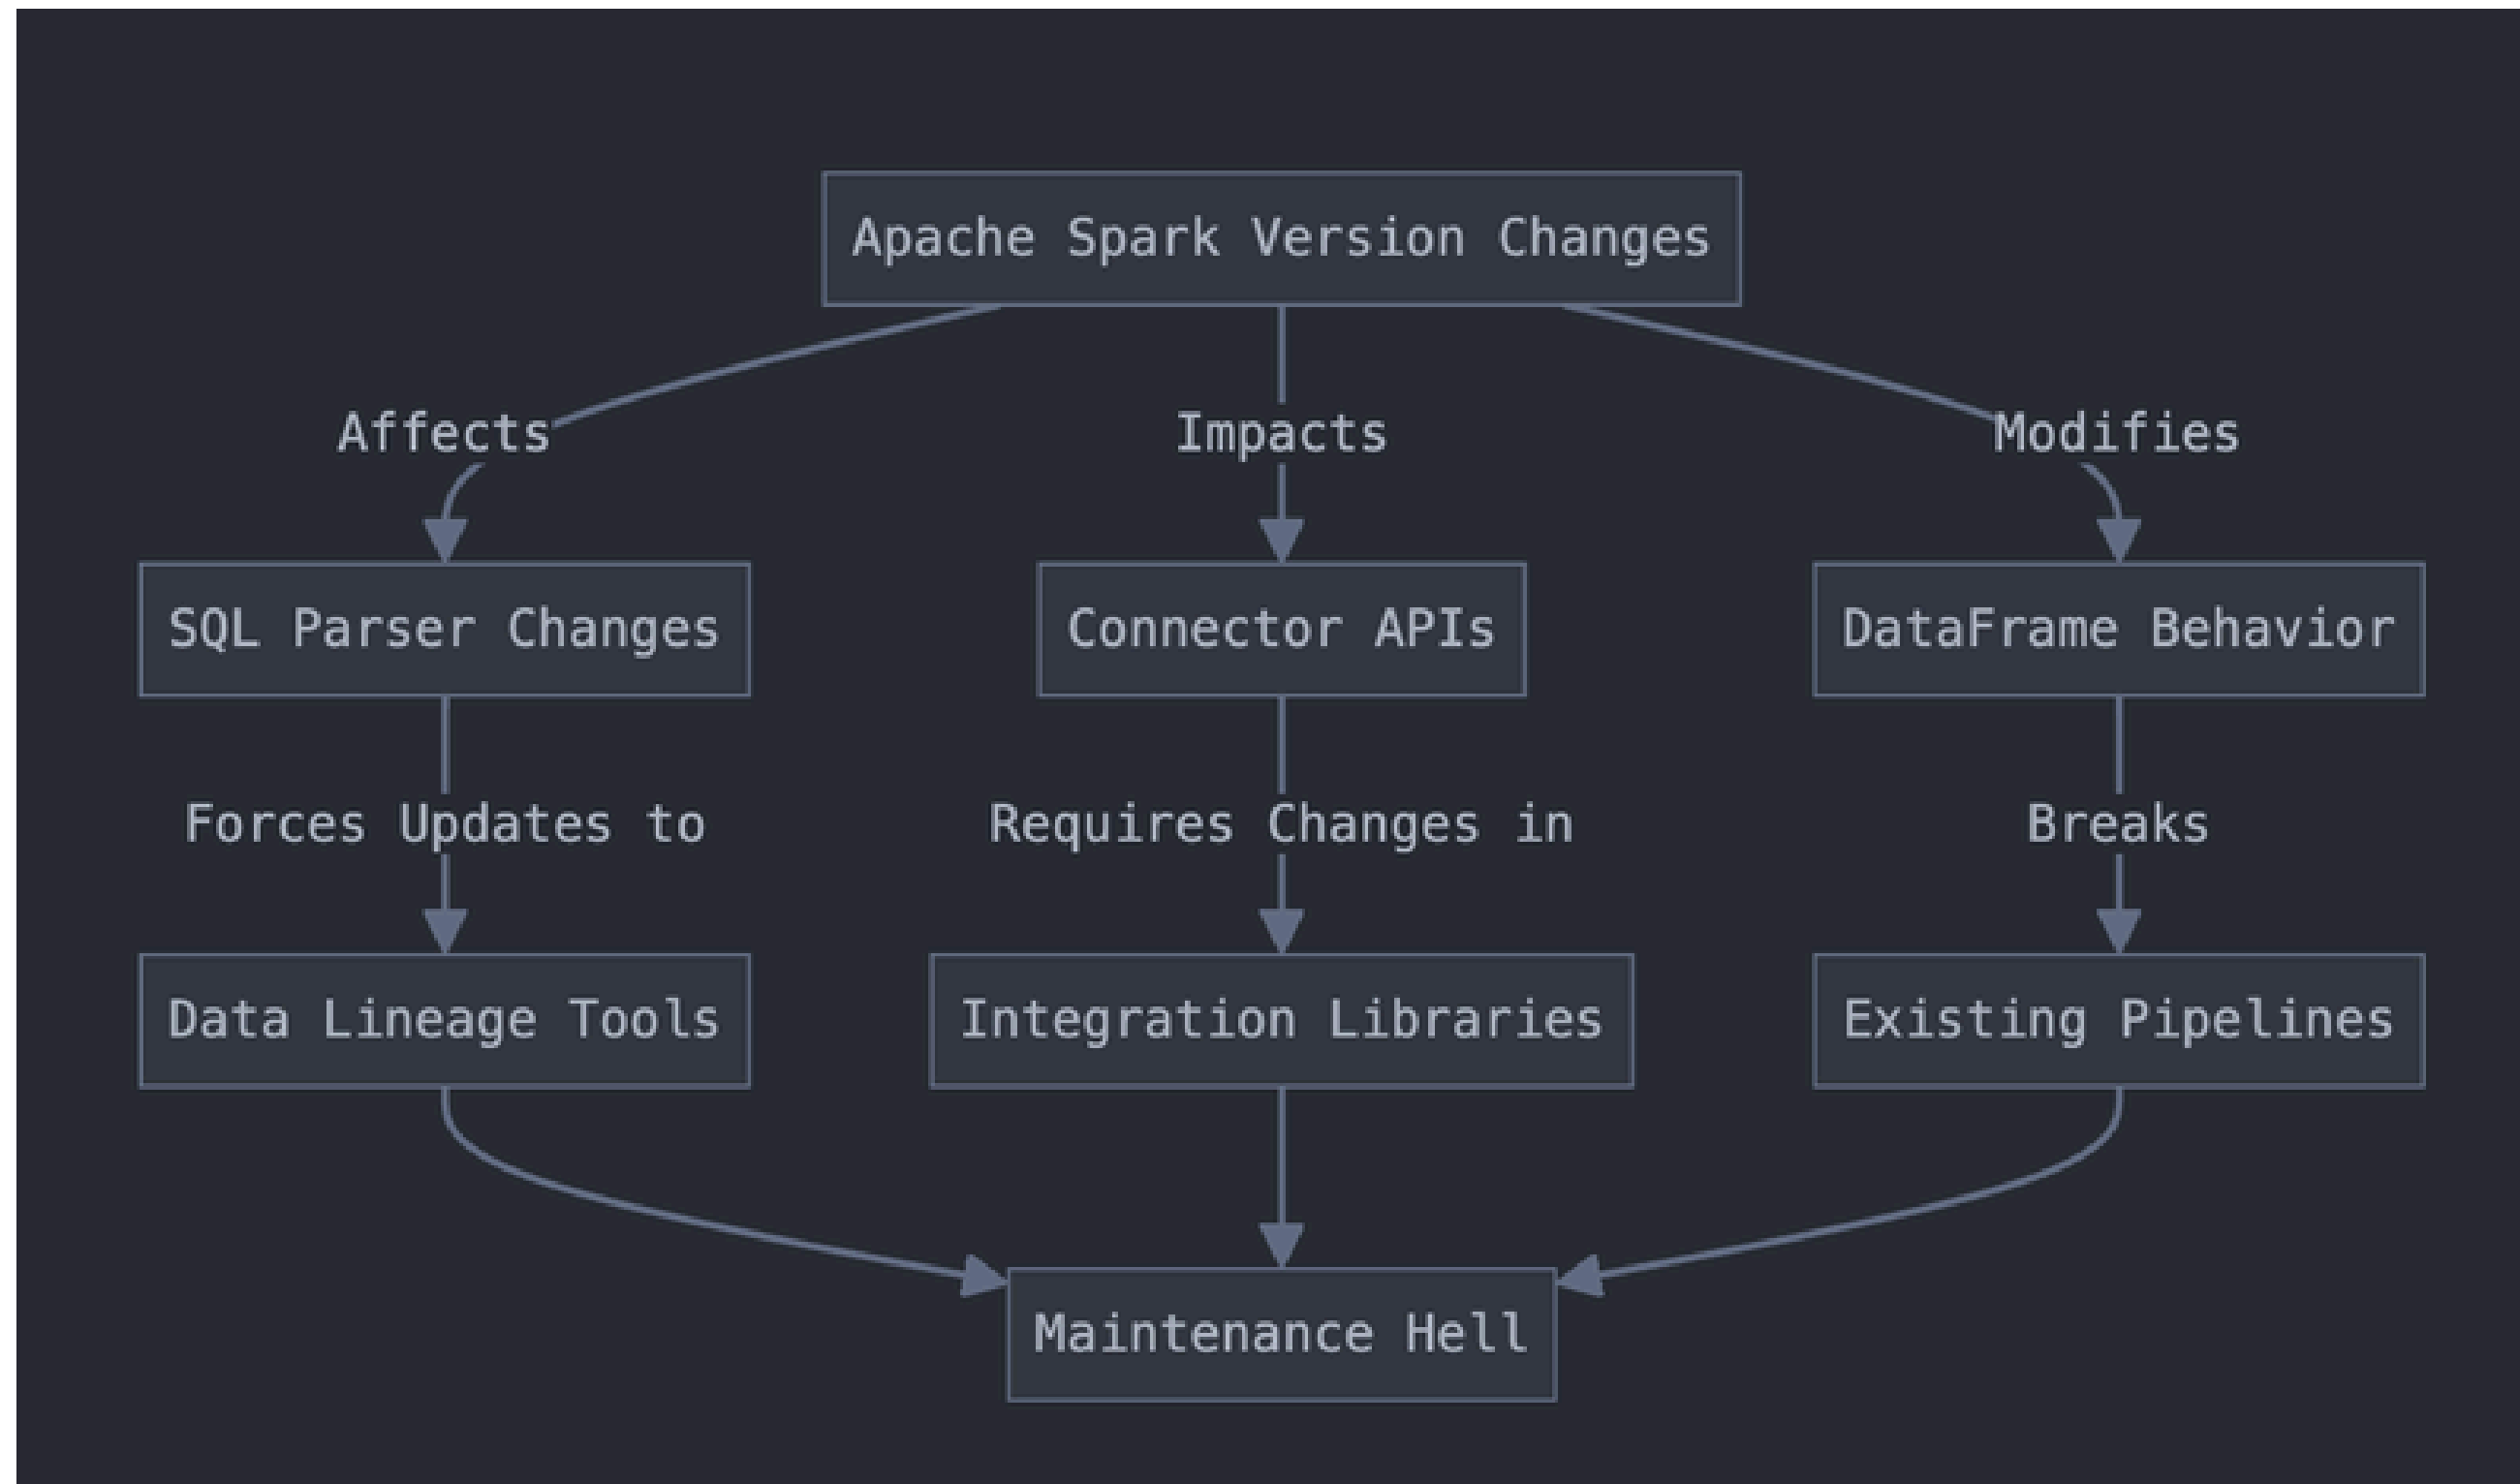 Apache Spark Version Changes
Affects
Impacts
Modifies
SQL Parser Changes
Connector APIs
DataFrame Behavior
Forces Updates to
Requires Changes in
Breaks
Data Lineage Tools
Integration Libraries
Existing Pipelines
Maintenance Hell